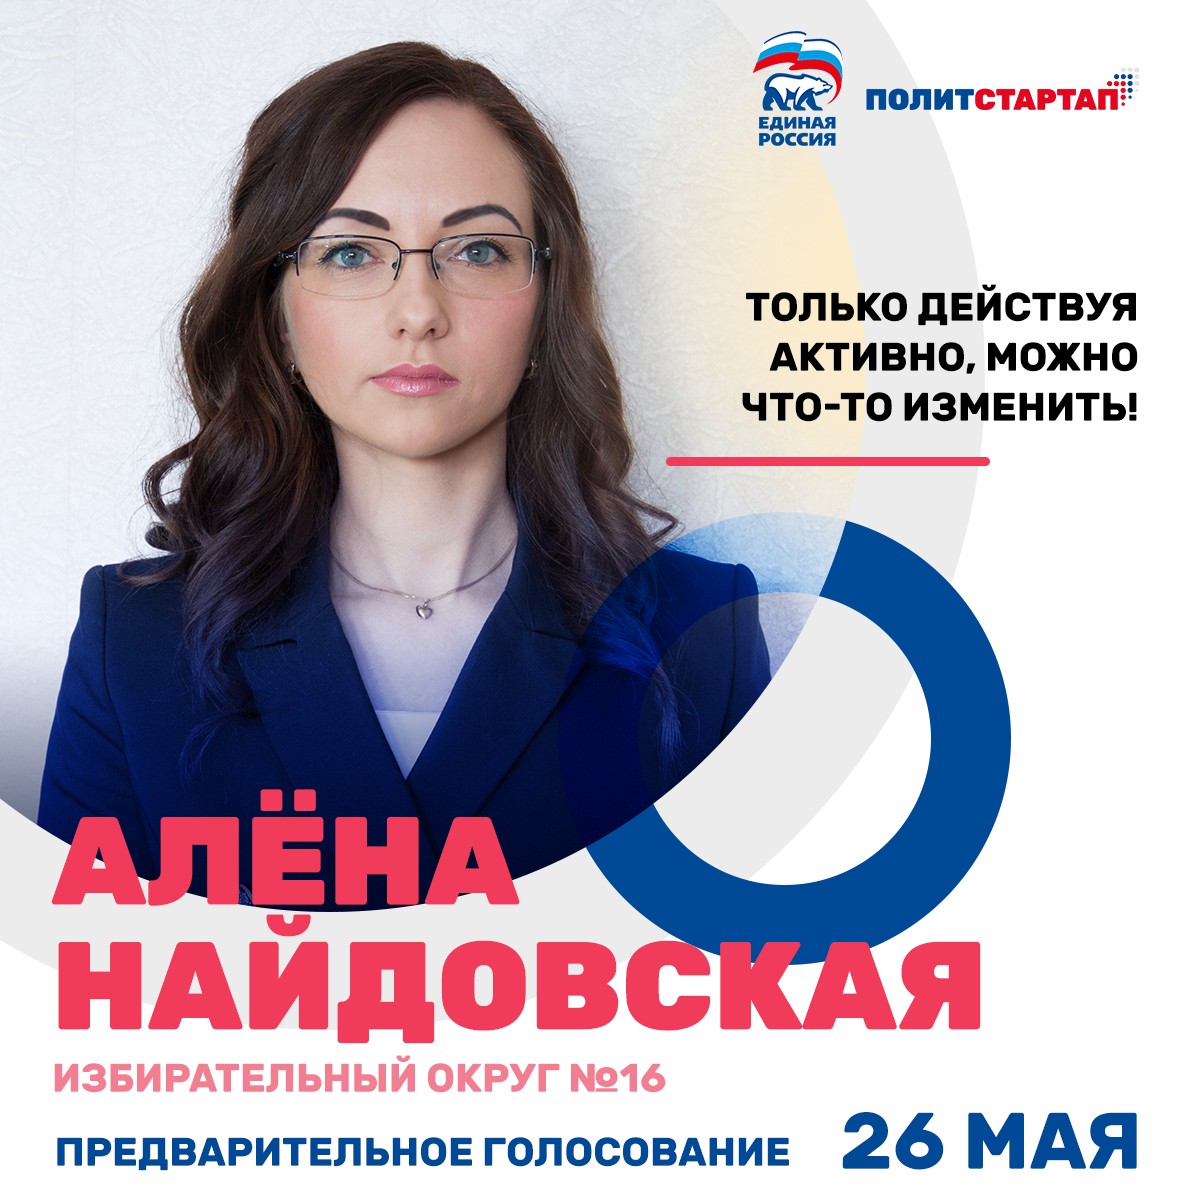 ЕДИНАЯ
РОССИЯ
ПОЛИТСТАРТАП
ТОЛЬКО ДЕЙСТВУЯ
АКТИВНО, МОЖНО
ЧТО-ТО ИЗМЕНИТЬ!
АЛЁНА
НАЙДОВСКАЯ
ИЗБИРАТЕЛЬНЫЙ ОКРУГ №16
ПРЕДВАРИТЕЛЬНОЕ ГОЛОСОВАНИЕ 26 МАЯ